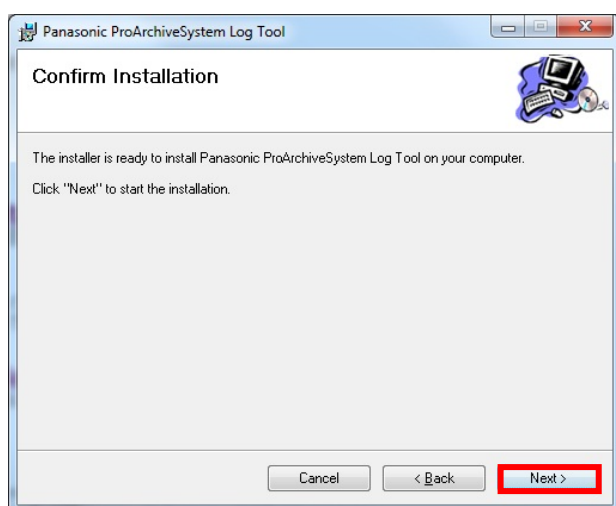 Panasonic ProArchiveSystem Log Tool
Confirm Installation
The installer is ready to install Panasonic ProArchiveSystem Log Tool on your computer.
Click "Next" to start the installation.
Cancel
< Back
Next >